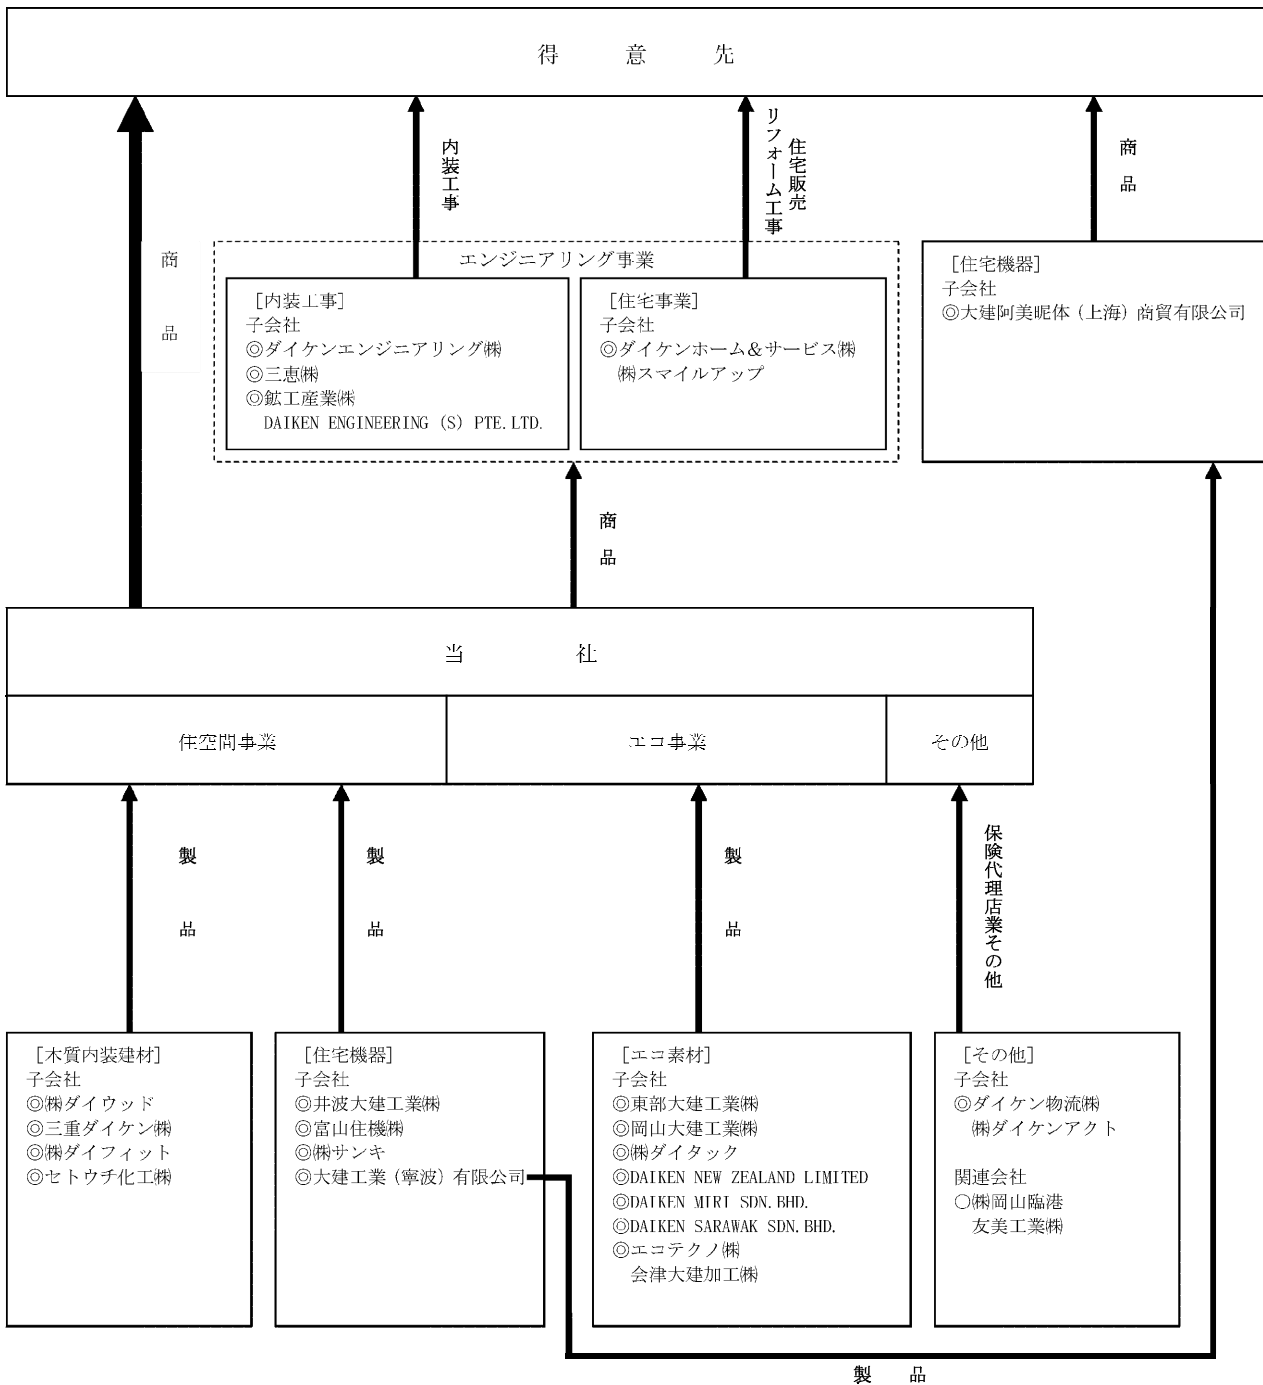 得意先
内装工事
住宅販売
リフォーム工事
商品
商品
エンジニアリング事業
［内装工事］
子会社
◎ダイケンエンジニアリング㈱
◎三恵㈱
◎鉱工産業㈱
DAIKEN ENGINEERING (S) PTE.LTD.
［住宅事業］
子会社
◎ダイケンホーム＆サービス㈱
㈱スマイルアップ
［住宅機器］
子会社
◎大建阿美昵体（上海）商貿有限公司
商品
当社
住空間事業
エコ事業
その他
製品
製品
製品
保険代理店業その他
［木質内装建材］
子会社
◎㈱ダイウッド
◎三重ダイケン㈱
◎㈱ダイフィット
◎セトウチ化工㈱
［住宅機器］
子会社
◎井波大建工業㈱
◎富山住機㈱
◎㈱サンキ
◎大建工業（寧波）有限公司
［エコ素材］
子会社
◎東部大建工業㈱
◎岡山大建工業㈱
◎㈱ダイタック
◎DAIKEN NEW ZEALAND LIMITED
◎DAIKEN MIRI SDN.BHD.
◎DAIKEN SARAWAK SDN.BHD.
◎エコテクノ㈱
会津大建加工㈱
［その他］
子会社
◎ダイケン物流㈱
㈱ダイケンアクト
関連会社
○㈱岡山臨港
友美工業㈱
製品